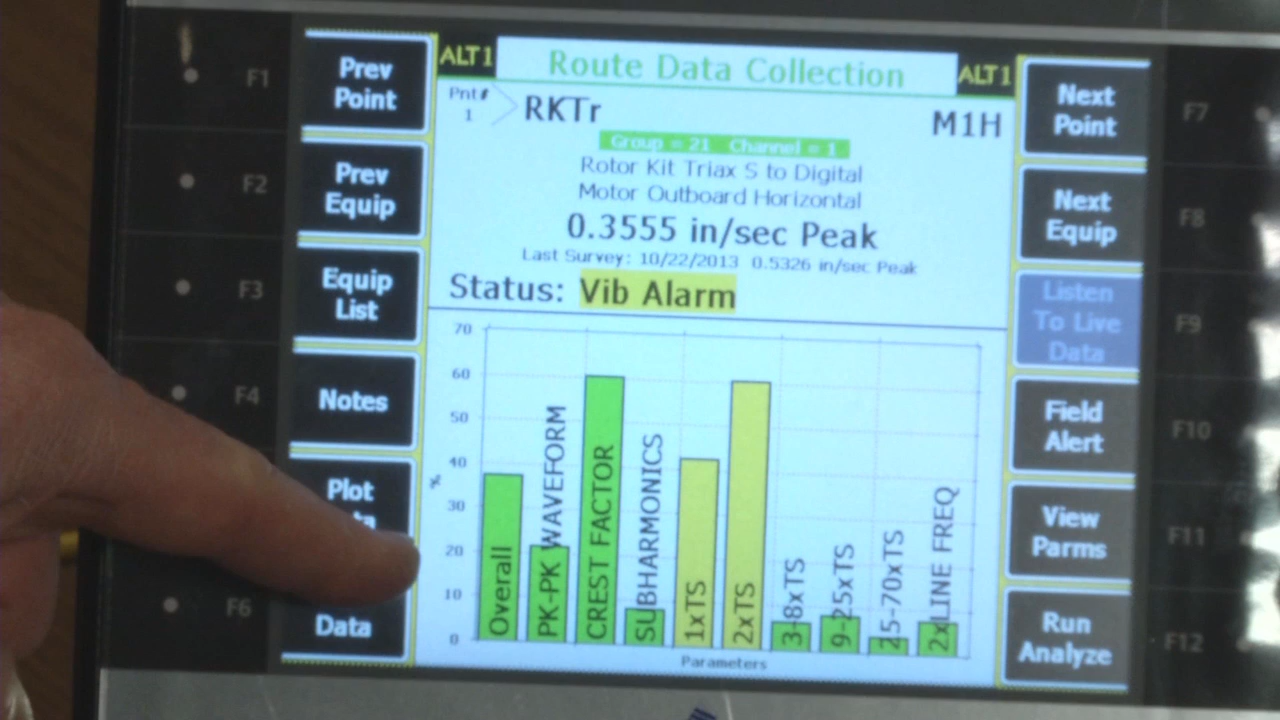 F1
F2
F3
F4
F6
Prev
Point
Prev
Equip
Equip
List
Notes
Plot
Data
ALT1
Route Data Collection
ALT1
Pnt#
1
RKTr
M1H
Group = 21 Channel = 1
Rotor Kit Triax S to Digital
Motor Outboard Horizontal
0.3555 in/sec Peak
Last Survey: 10/22/2013 0.5326 in/sec Peak
Status: Vib Alarm
70
60
50
40
30
20
10
0
%
Overall
PK-PK WAVEFORM
CREST FACTOR
SUBHARMONICS
1xTS
2xTS
3-8xTS
9-25xTS
25-70xTS
2xLINE FREQ
Parameters
Next
Point
Next
Equip
Listen
To Live
Data
Field
Alert
View
Parms
Run
Analyze
F7
F8
F9
F10
F11
F12